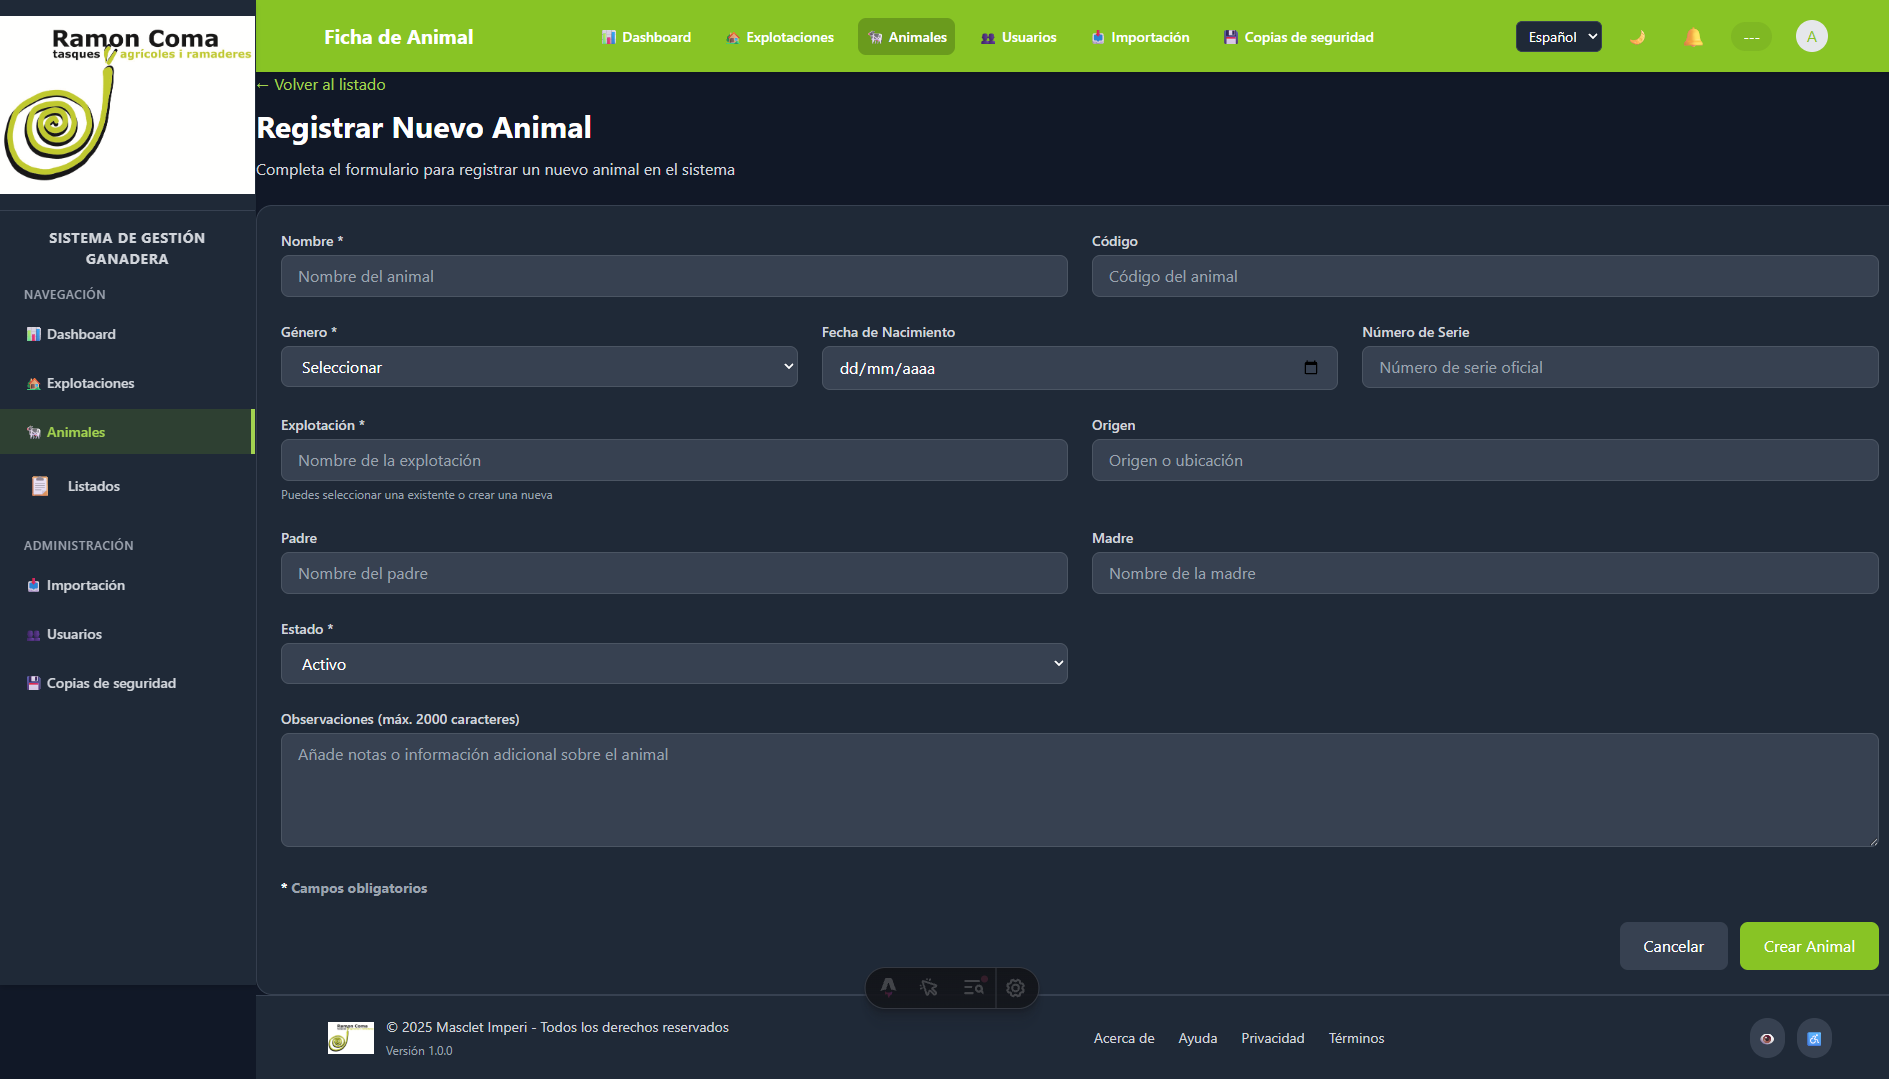 Ramon Coma
tasques agrícoles i ramaderes
SISTEMA DE GESTIÓN
GANADERA
NAVEGACIÓN
Dashboard
Explotaciones
Animales
Listados
ADMINISTRACIÓN
Importación
Usuarios
Copias de seguridad
Ficha de Animal
Dashboard
Explotaciones
Animales
Usuarios
Importación
Copias de seguridad
Español
---
A
← Volver al listado
Registrar Nuevo Animal
Completa el formulario para registrar un nuevo animal en el sistema
Nombre *
Nombre del animal
Código
Código del animal
Género *
Seleccionar
Fecha de Nacimiento
dd/mm/aaaa
Número de Serie
Número de serie oficial
Explotación *
Nombre de la explotación
Puedes seleccionar una existente o crear una nueva
Origen
Origen o ubicación
Padre
Nombre del padre
Madre
Nombre de la madre
Estado *
Activo
Observaciones (máx. 2000 caracteres)
Añade notas o información adicional sobre el animal
* Campos obligatorios
Cancelar
Crear Animal
Ramon Coma
© 2025 Masclet Imperi - Todos los derechos reservados
Versión 1.0.0
Acerca de
Ayuda
Privacidad
Términos